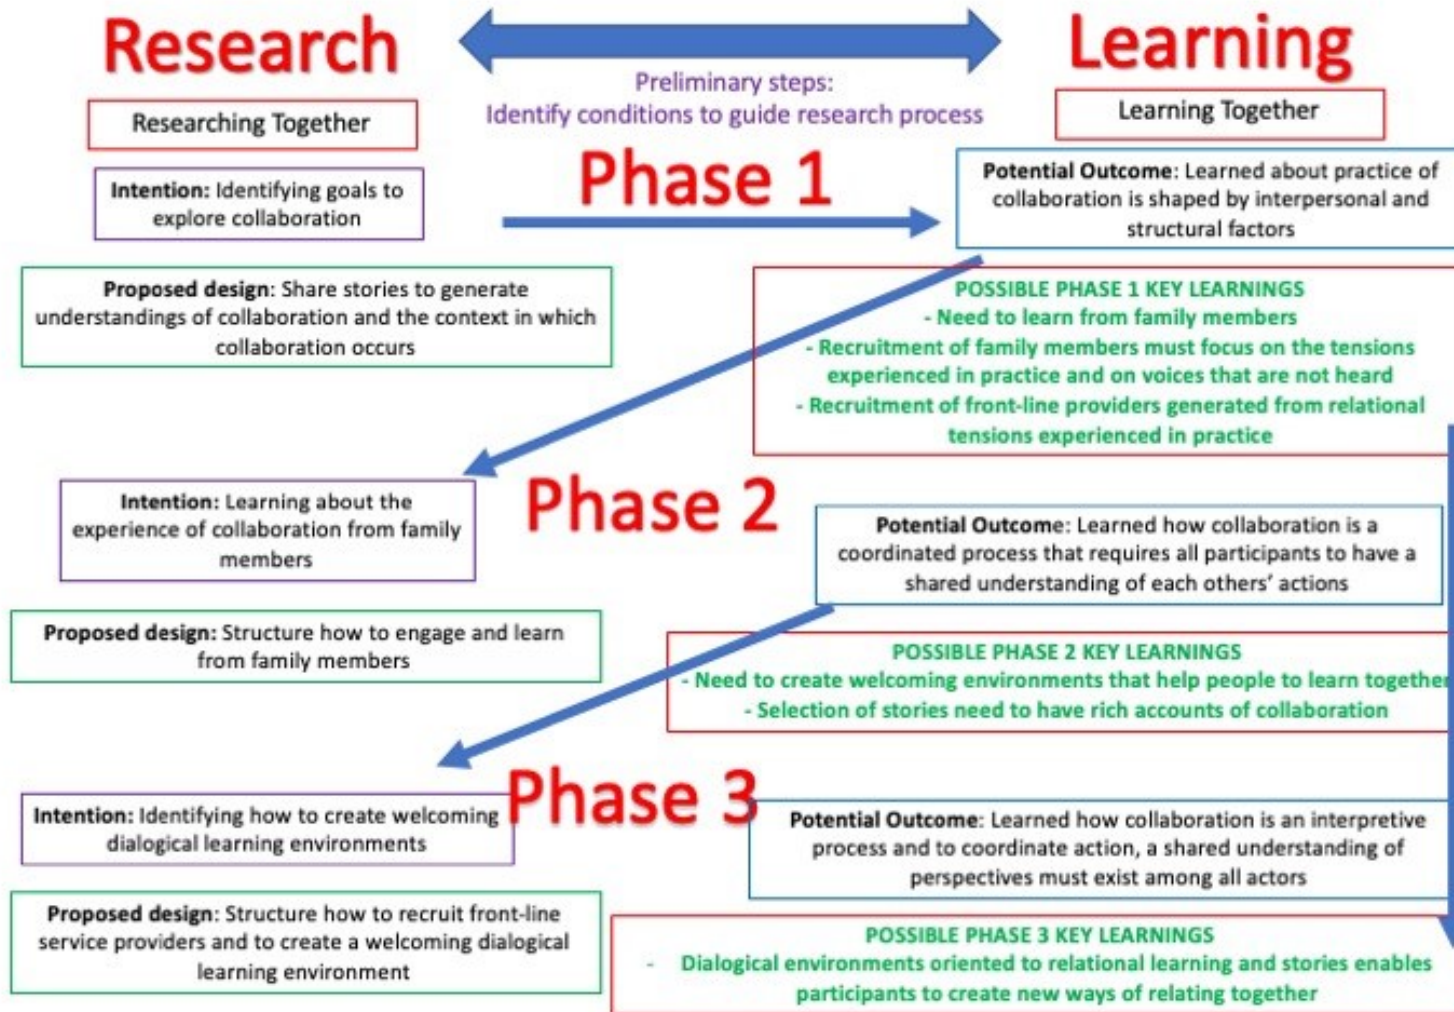 Research
Learning
Preliminary steps:
Identify conditions to guide research process
Researching Together
Learning Together
Phase 1
Intention: Identifying goals to
explore collaboration
Potential Outcome: Learned about practice of
collaboration is shaped by interpersonal and
structural factors
Proposed design: Share stories to generate
understandings of collaboration and the context in which
collaboration occurs
POSSIBLE PHASE 1 KEY LEARNINGS
- Need to learn from family members
- Recruitment of family members must focus on the tensions
experienced in practice and on voices that are not heard
- Recruitment of front-line providers generated from relational
tensions experienced in practice
Phase 2
Intention: Learning about the
experience of collaboration from family
members
Potential Outcome: Learned how collaboration is a
coordinated process that requires all participants to have a
shared understanding of each others’ actions
Proposed design: Structure how to engage and learn
from family members
POSSIBLE PHASE 2 KEY LEARNINGS
- Need to create welcoming environments that help people to learn together
- Selection of stories need to have rich accounts of collaboration
Phase 3
Intention: Identifying how to create welcoming
dialogical learning environments
Potential Outcome: Learned how collaboration is an interpretive
process and to coordinate action, a shared understanding of
perspectives must exist among all actors
Proposed design: Structure how to recruit front-line
service providers and to create a welcoming dialogical
learning environment
POSSIBLE PHASE 3 KEY LEARNINGS
- Dialogical environments oriented to relational learning and stories enables
participants to create new ways of relating together